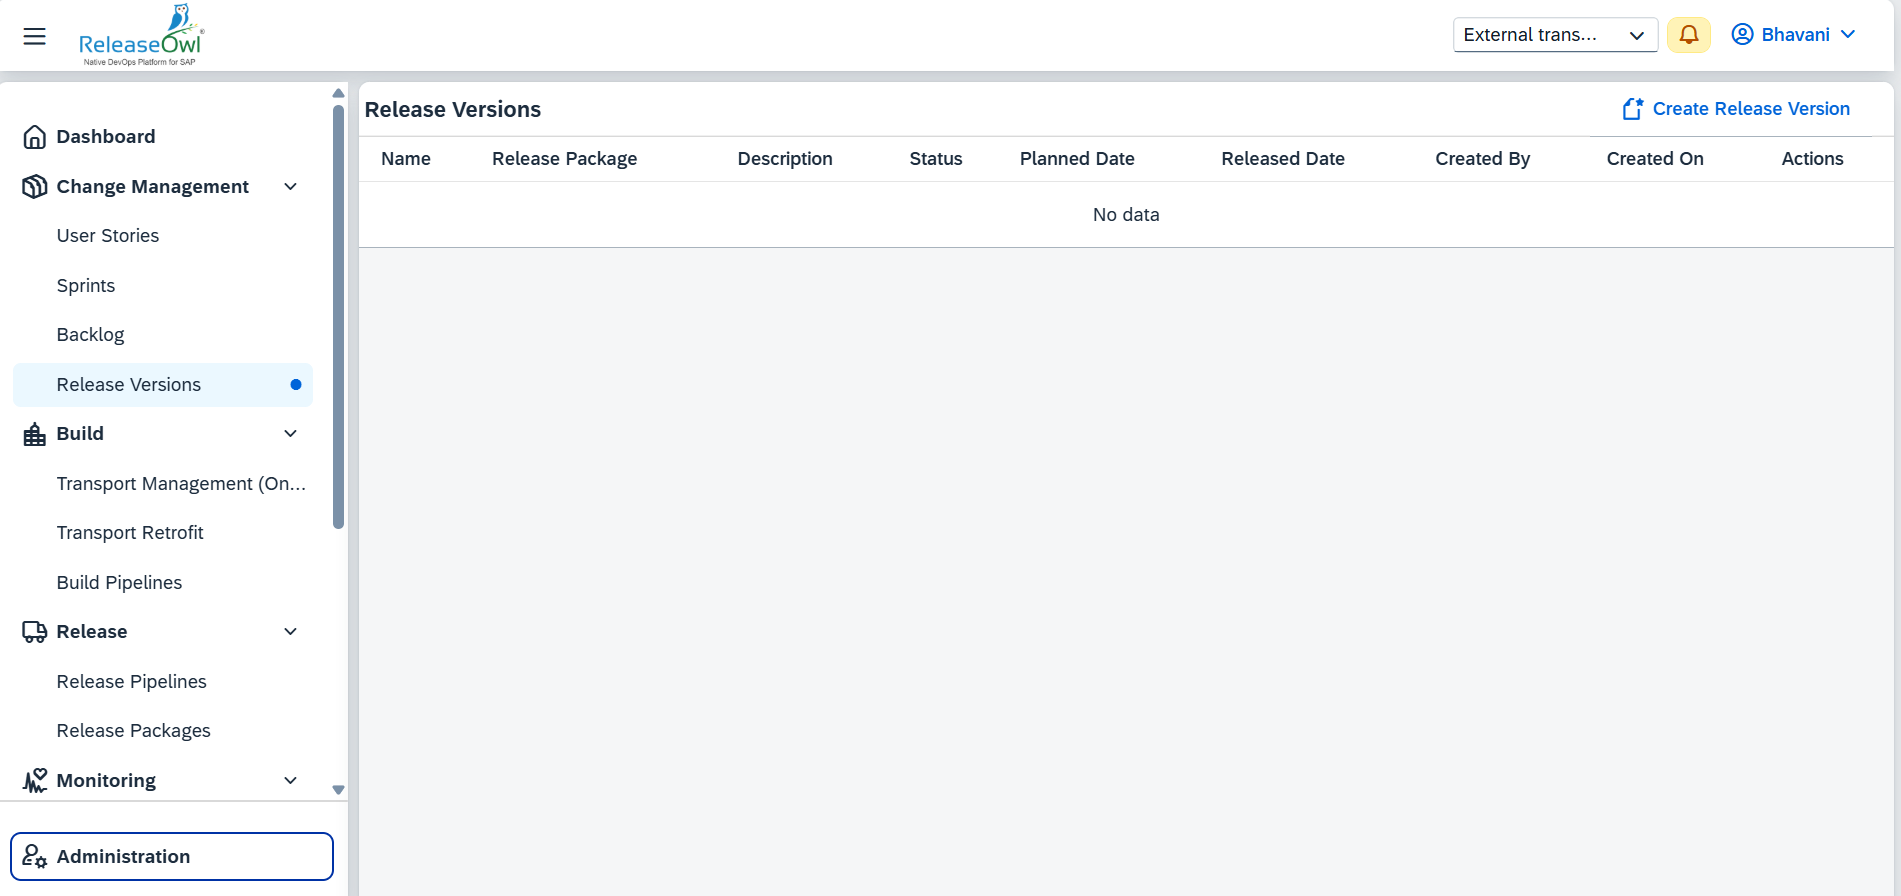 ReleaseOwl®
Native DevOps Platform for SAP
External trans...
Bhavani
Dashboard
Change Management
User Stories
Sprints
Backlog
Release Versions
Build
Transport Management (On...
Transport Retrofit
Build Pipelines
Release
Release Pipelines
Release Packages
Monitoring
Administration
Release Versions
Create Release Version
Name Release Package Description Status Planned Date Released Date Created By Created On Actions
No data